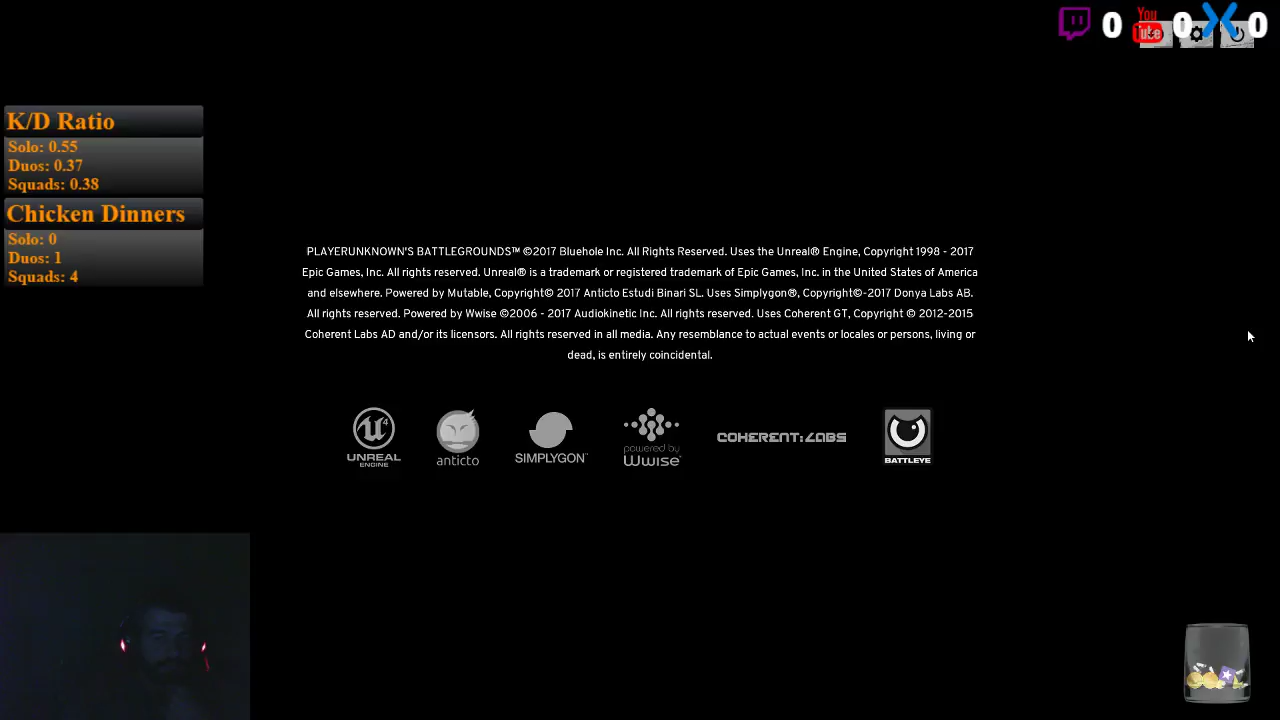 0 You Tube 0 0
K/D Ratio
Solo: 0.55
Duos: 0.37
Squads: 0.38
Chicken Dinners
Solo: 0
Duos: 1
Squads: 4
PLAYERUNKNOWN'S BATTLEGROUNDS™ ©2017 Bluehole Inc. All Rights Reserved. Uses the Unreal® Engine, Copyright 1998 - 2017
Epic Games, Inc. All rights reserved. Unreal® is a trademark or registered trademark of Epic Games, Inc. in the United States of America
and elsewhere. Powered by Mutable, Copyright© 2017 Anticto Estudi Binari SL. Uses Simplygon®, Copyright©-2017 Donya Labs AB.
All rights reserved. Powered by Wwise ©2006 - 2017 Audiokinetic Inc. All rights reserved. Uses Coherent GT, Copyright © 2012-2015
Coherent Labs AD and/or its licensors. All rights reserved in all media. Any resemblance to actual events or locales or persons, living or
dead, is entirely coincidental.
UNREAL ENGINE 4 anticto SIMPLYGON™ powered by Wwise COHERENT:LABS BATTLEYE